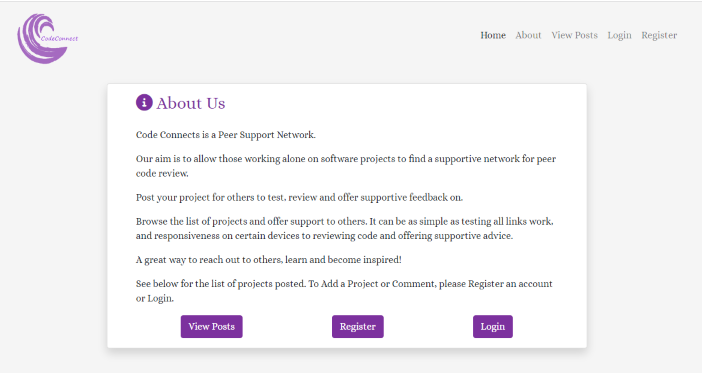 CodeConnect
Home About View Posts Login Register
About Us
Code Connects is a Peer Support Network.
Our aim is to allow those working alone on software projects to find a supportive network for peer
code review.
Post your project for others to test, review and offer supportive feedback on.
Browse the list of projects and offer support to others. It can be as simple as testing all links work,
and responsiveness on certain devices to reviewing code and offering supportive advice.
A great way to reach out to others, learn and become inspired!
See below for the list of projects posted. To Add a Project or Comment, please Register an account
or Login.
View Posts Register Login